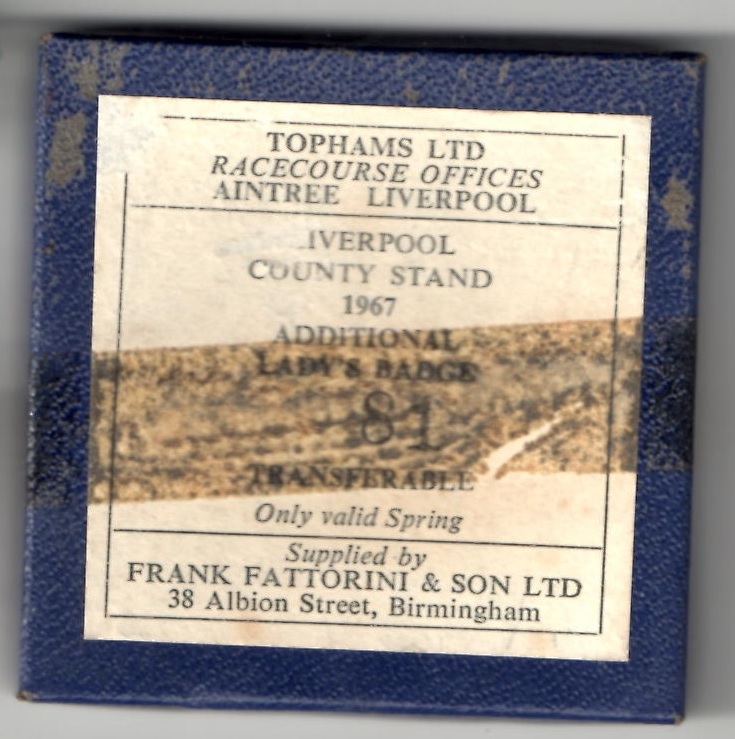 TOPHAMS LTD
RACECOURSE OFFICES
AINTREE LIVERPOOL
LIVERPOOL
COUNTY STAND
1967
ADDITIONAL
LADY'S BADGE
81
TRANSFERABLE
Only valid Spring
Supplied by
FRANK FATTORINI & SON LTD
38 Albion Street, Birmingham